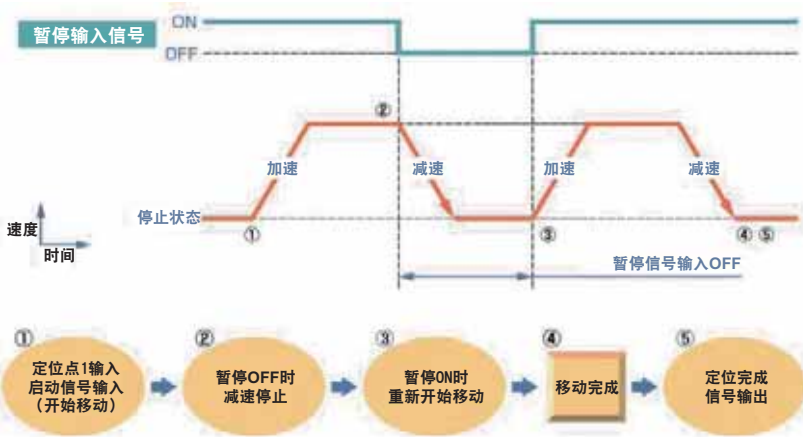 暂停输入信号
ON
OFF
②
加速
减速
加速
减速
停止状态
①
③
④ ⑤
速度
时间
暂停信号输入OFF
①
定位点1输入
启动信号输入
(开始移动)
②
暂停OFF时
减速停止
③
暂停ON时
重新开始移动
④
移动完成
⑤
定位完成
信号输出